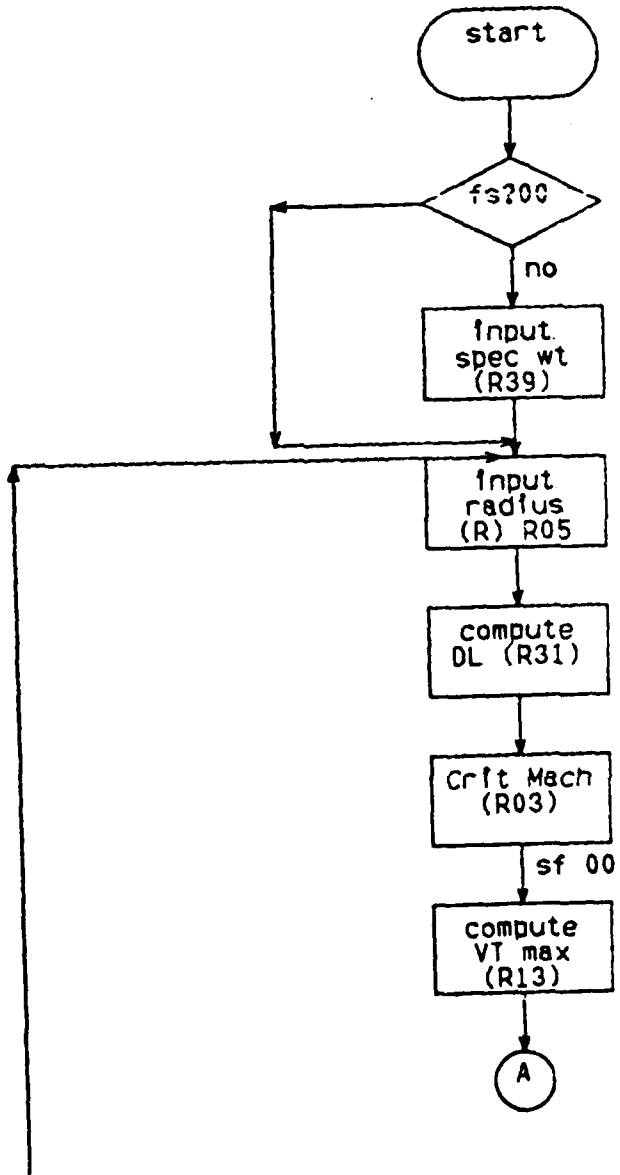 start
fs?00
no
input
spec wt
(R39)
input
radius
(R) R05
compute
DL (R31)
Crit Mach
(R03)
sf 00
compute
VT max
(R13)
A